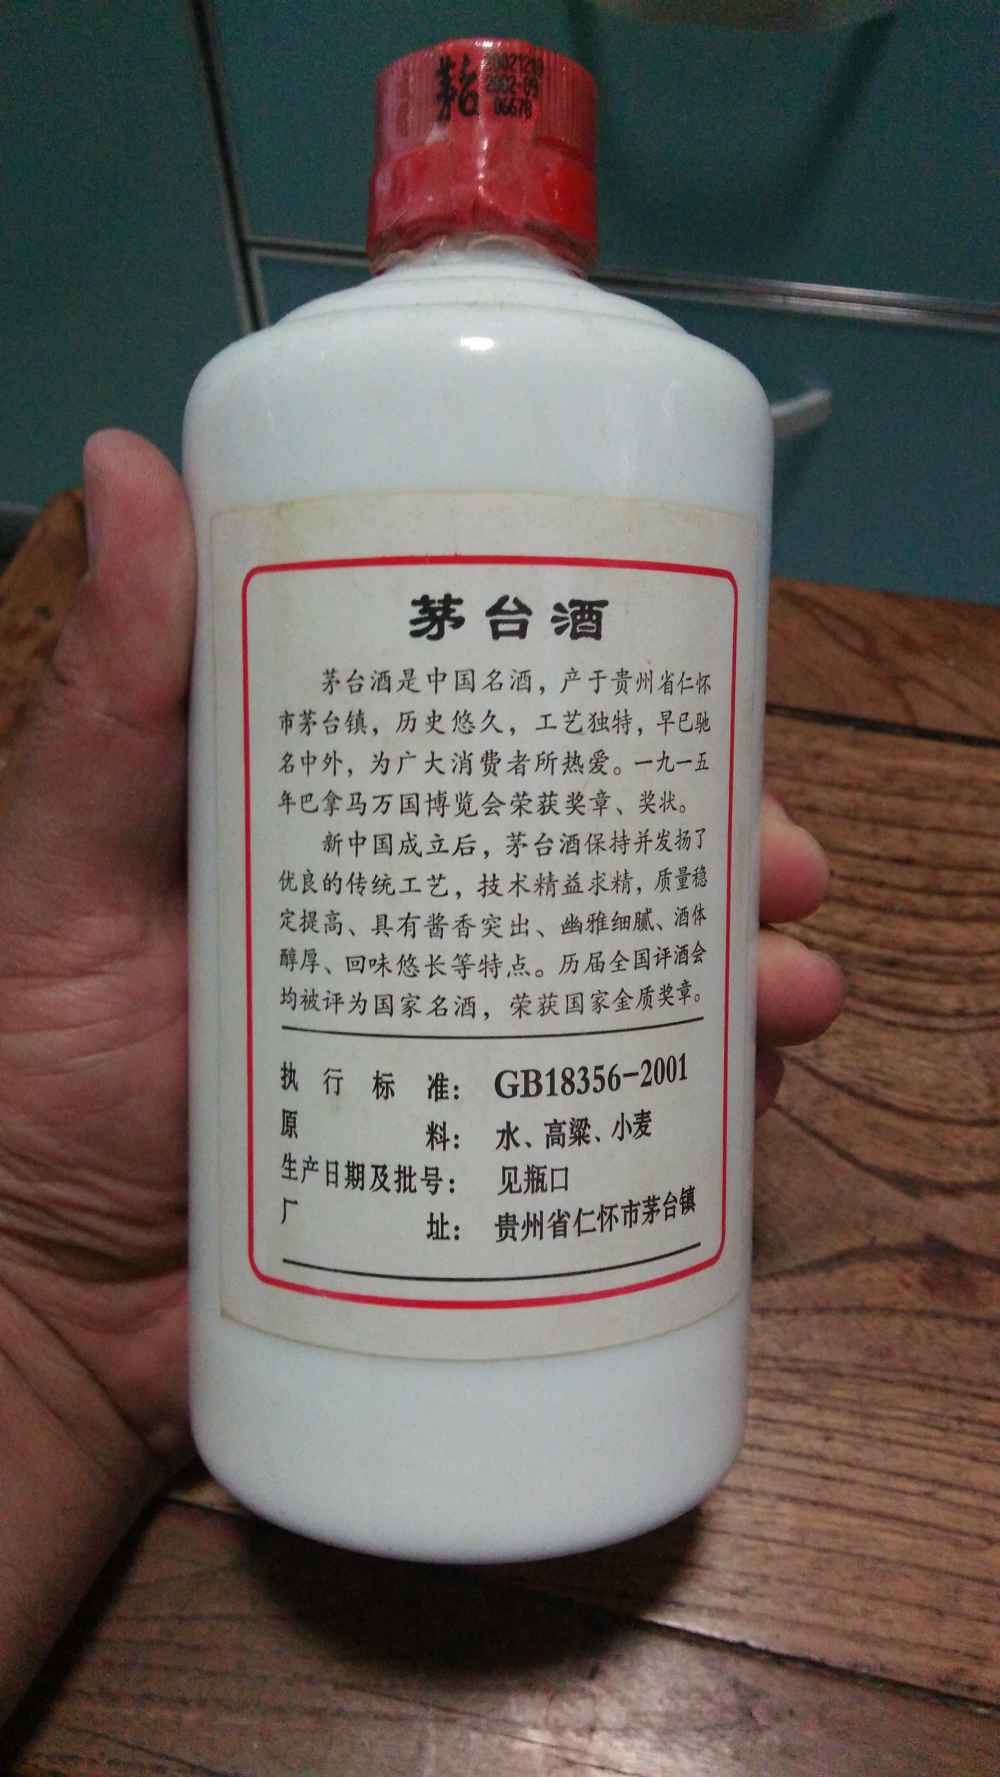 茅台
2002-09
06678
茅台酒
茅台酒是中国名酒，产于贵州省仁怀
市茅台镇，历史悠久，工艺独特，早已驰
名中外，为广大消费者所热爱。一九一五
年巴拿马万国博览会荣获奖章、奖状。
新中国成立后，茅台酒保持并发扬了
优良的传统工艺，技术精益求精，质量稳
定提高、具有酱香突出、幽雅细腻、酒体
醇厚、回味悠长等特点。历届全国评酒会
均被评为国家名酒，荣获国家金质奖章。
执行标准：GB18356-2001
原料：水、高粱、小麦
生产日期及批号：见瓶口
厂址：贵州省仁怀市茅台镇